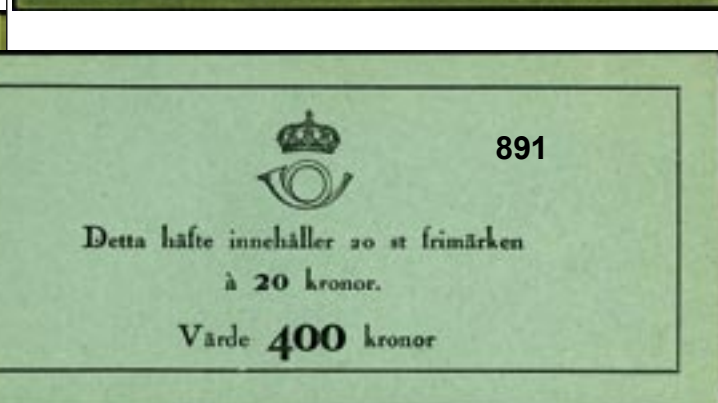 891
Detta häfte innehåller 20 st frimärken
à 20 kronor.
Värde 400 kronor